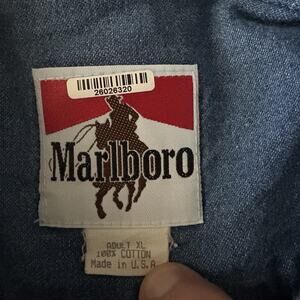 26026320
Marlboro
ADULT XL
100% COTTON
Made in U.S.A